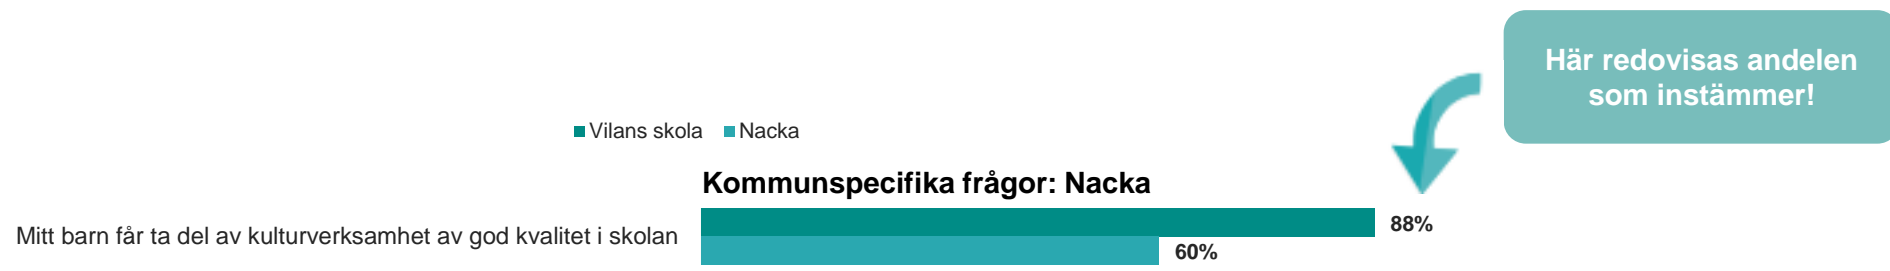 Här redovisas andelen
som instämmer!
Vilans skola Nacka
Kommunspecifika frågor: Nacka
Mitt barn får ta del av kulturverksamhet av god kvalitet i skolan
88%
60%